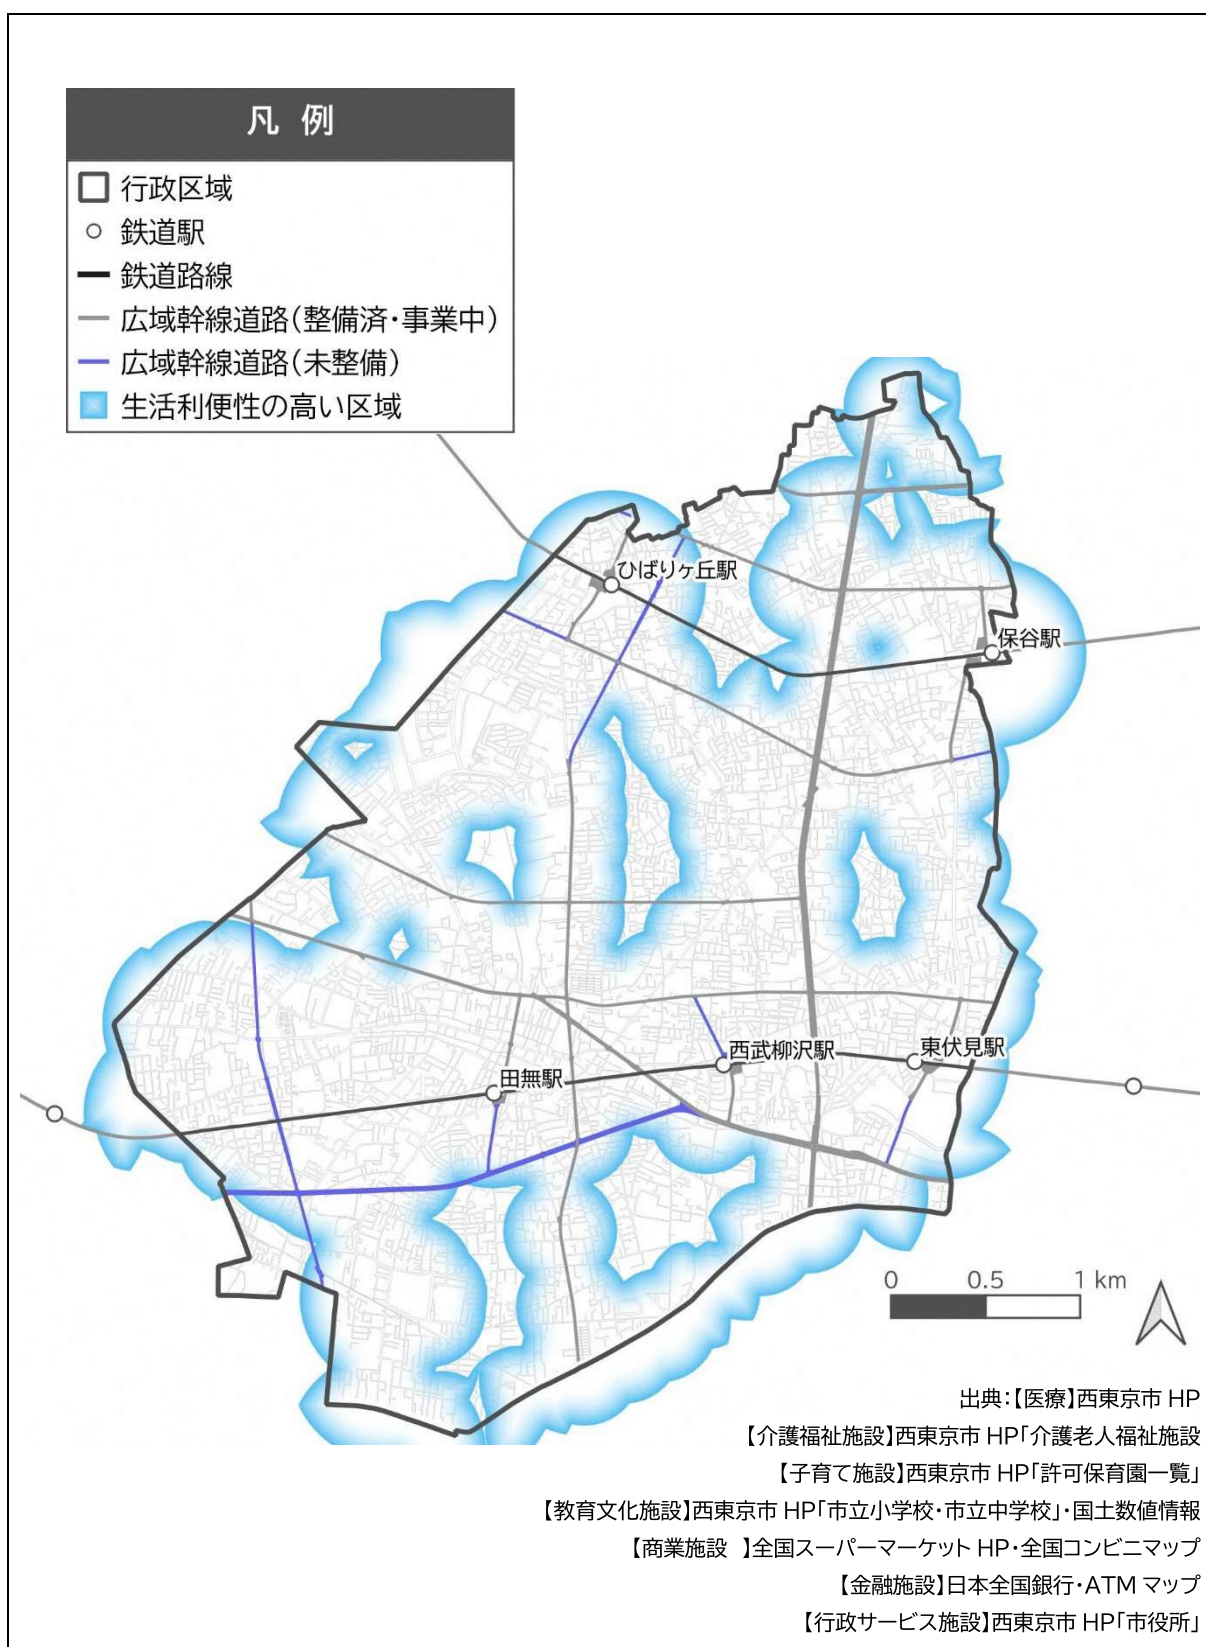 凡 例
行政区域
鉄道駅
鉄道路線
広域幹線道路(整備済・事業中)
広域幹線道路(未整備)
生活利便性の高い区域
ひばりヶ丘駅
保谷駅
西武柳沢駅
東伏見駅
田無駅
0 0.5 1 km
出典:【医療】西東京市 HP
【介護福祉施設】西東京市 HP「介護老人福祉施設
【子育て施設】西東京市 HP「許可保育園一覧」
【教育文化施設】西東京市 HP「市立小学校・市立中学校」・国土数値情報
【商業施設 】全国スーパーマーケット HP・全国コンビニマップ
【金融施設】日本全国銀行・ATM マップ
【行政サービス施設】西東京市 HP「市役所」